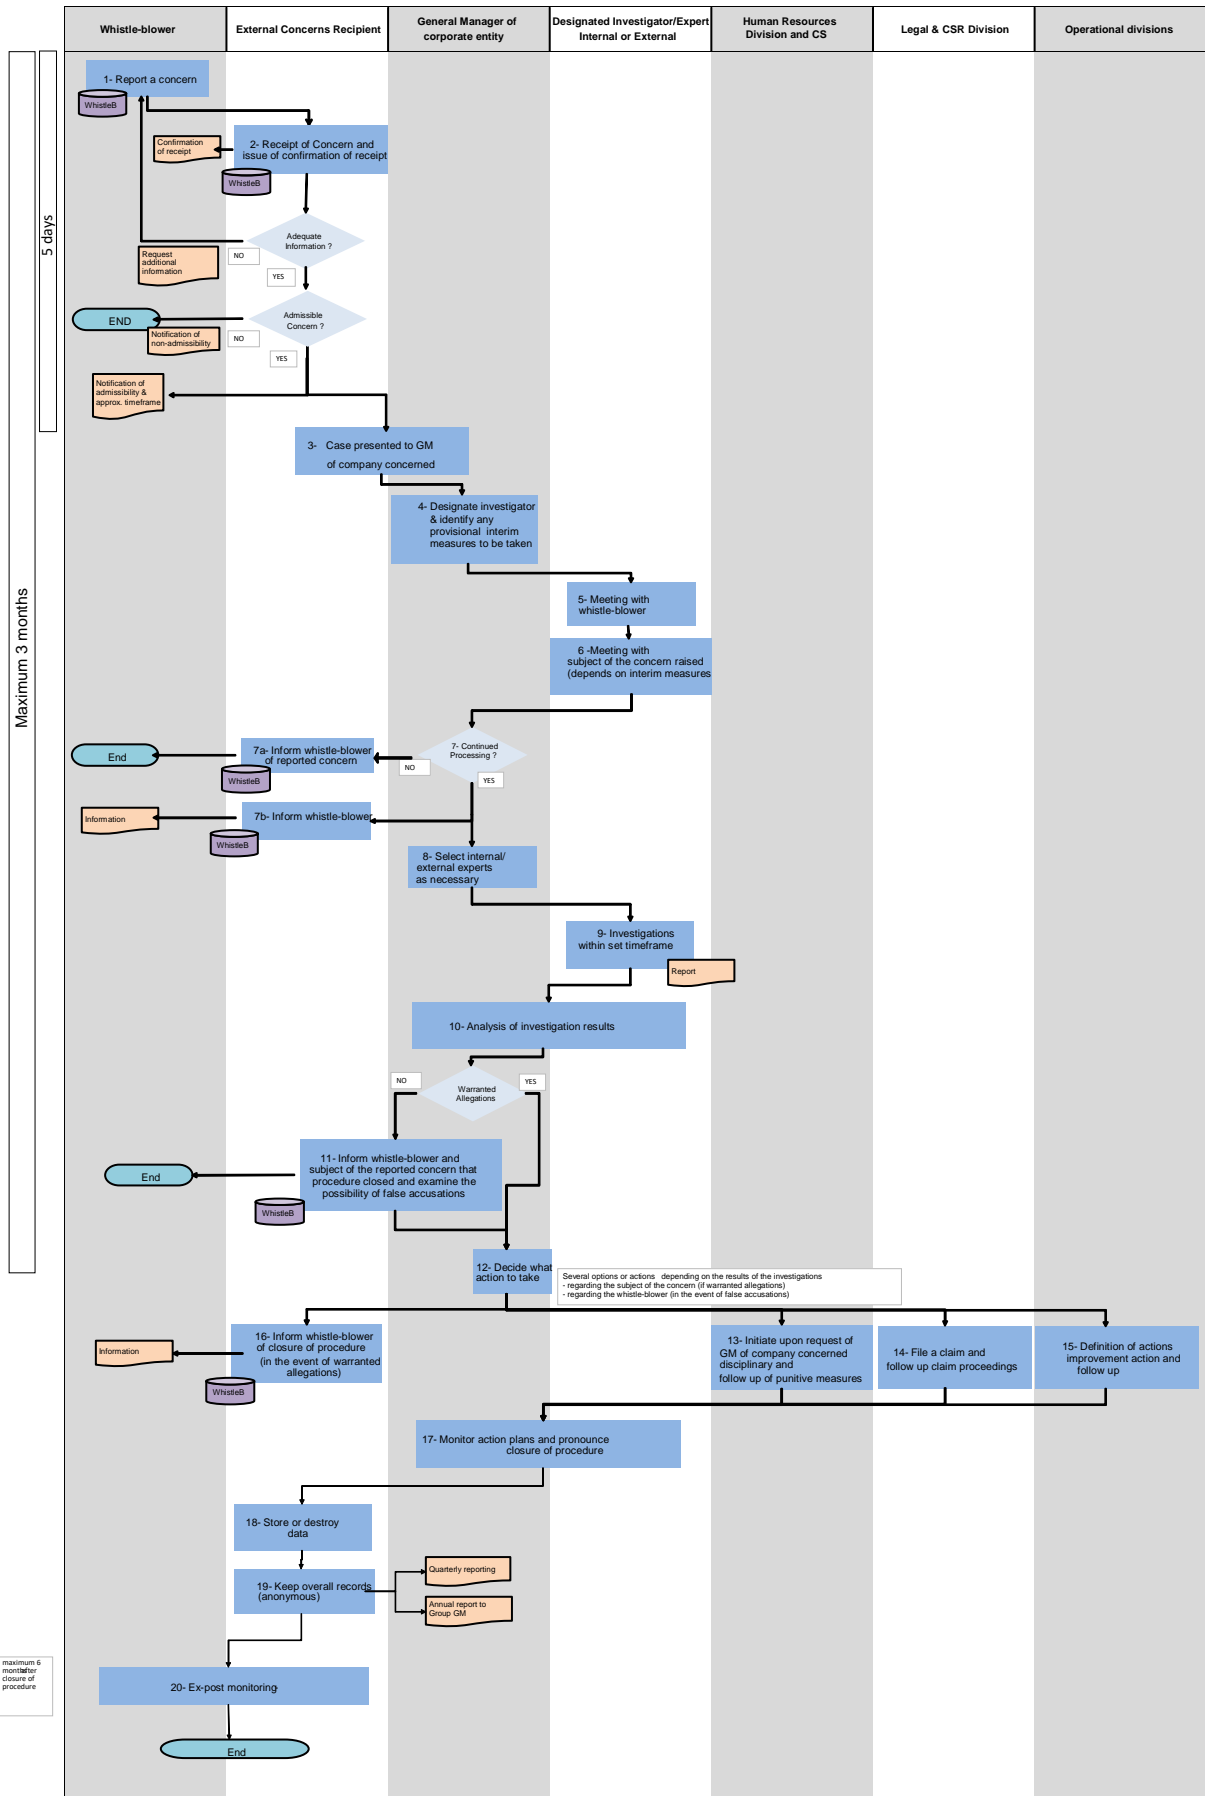 Whistle-blower
External Concerns Recipient
General Manager of
corporate entity
Designated Investigator/Expert
Internal or External
Human Resources
Division and CS
Legal & CSR Division
Operational divisions
Maximum 3 months
5 days
1- Report a concern
WhistleB
Confirmation
of receipt
2- Receipt of Concern and
issue of confirmation of receipt
WhistleB
Adequate
Information ?
NO
Request
additional
information
YES
Admissible
Concern ?
END
NO
Notification of
non-admissibility
YES
Notification of
admissibility &
approx. timeframe
3- Case presented to GM
of company concerned
4- Designate investigator
& identify any
provisional interim
measures to be taken
5- Meeting with
whistle-blower
6 -Meeting with
subject of the concern raised
(depends on interim measures
7- Continued
Processing ?
NO
YES
7a- Inform whistle-blower
of reported concern
End
WhistleB
7b- Inform whistle-blower
Information
WhistleB
8- Select internal/
external experts
as necessary
9- Investigations
within set timeframe
Report
10- Analysis of investigation results
NO
Warranted
Allegations
YES
11- Inform whistle-blower and
subject of the reported concern that
procedure closed and examine the
possibility of false accusations
End
WhistleB
12- Decide what
action to take
Several options or actions depending on the results of the investigations
- regarding the subject of the concern (if warranted allegations)
- regarding the whistle-blower (in the event of false accusations)
16- Inform whistle-blower
of closure of procedure
(in the event of warranted
allegations)
Information
WhistleB
13- Initiate upon request of
GM of company concerned
disciplinary and
follow up of punitive measures
14- File a claim and
follow up claim proceedings
15- Definition of actions
improvement action and
follow up
17- Monitor action plans and pronounce
closure of procedure
18- Store or destroy
data
19- Keep overall records
(anonymous)
Quarterly reporting
Annual report to
Group GM
maximum 6
months after
closure of
procedure
20- Ex-post monitoring
End